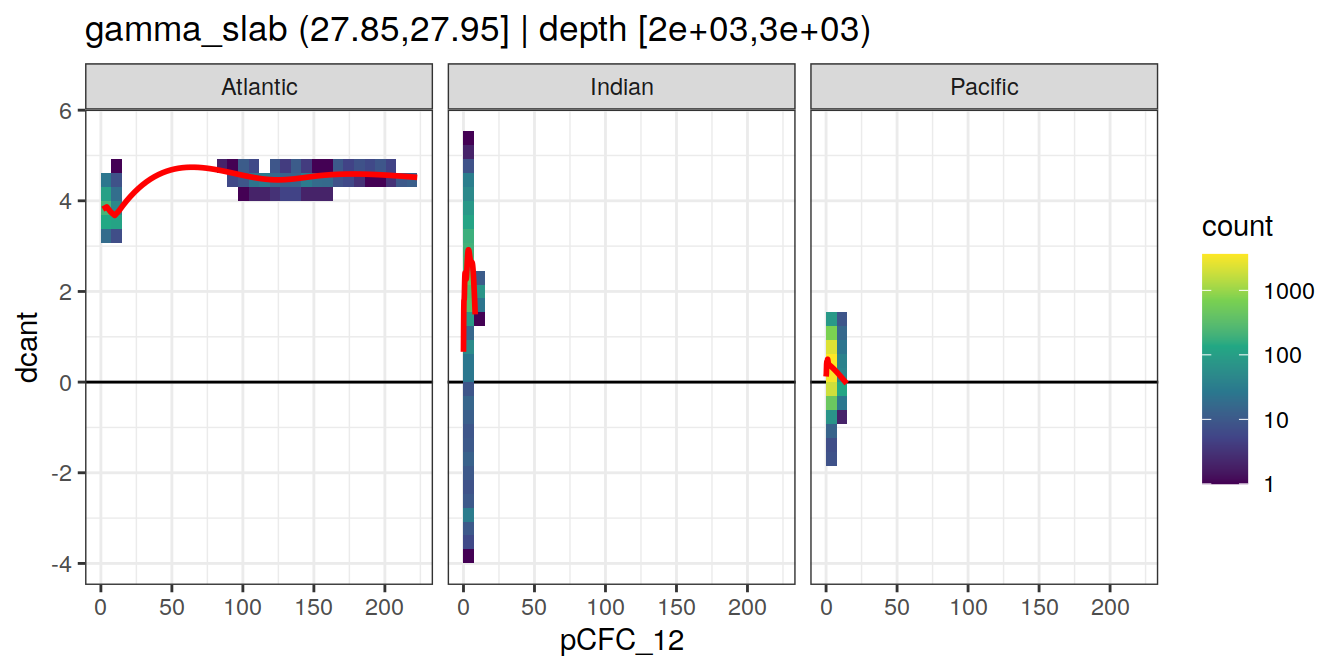 gamma_slab (27.85,27.95] | depth [2e+03,3e+03)
Atlantic
Indian
Pacific
6
4
2
0
-2
-4
dcant
0 50 100 150 200
0 50 100 150 200
0 50 100 150 200
pCFC_12
count
1000
100
10
1